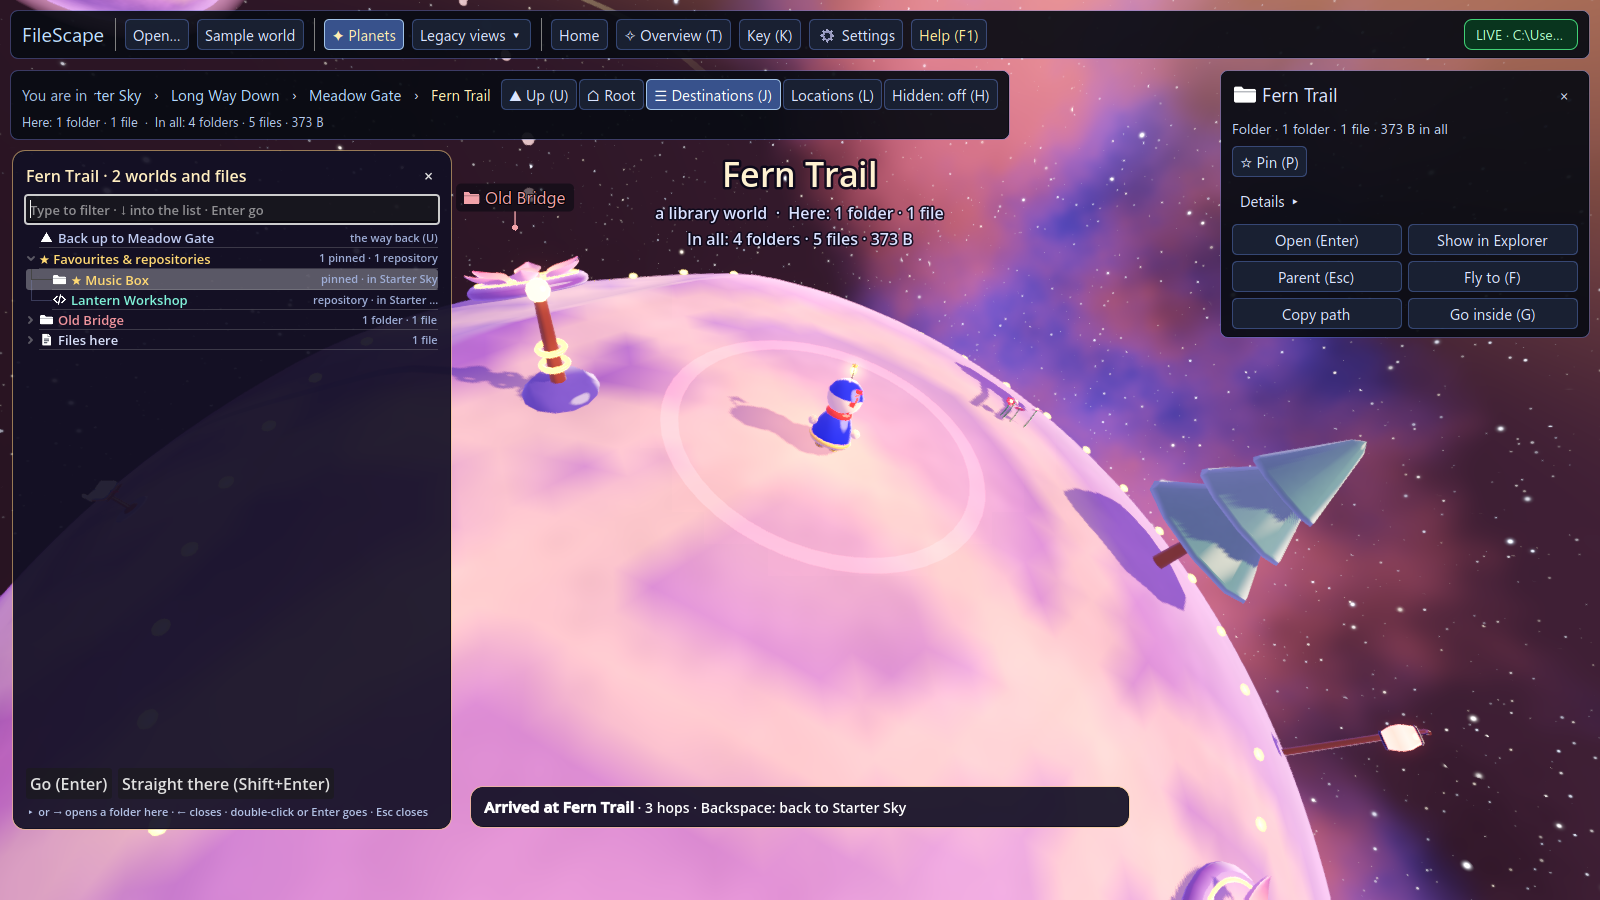 FileScape
Open...
Sample world
✦ Planets
Legacy views ▾
Home
✧ Overview (T)
Key (K)
Settings
Help (F1)
LIVE · C:\Use...
You are in ter Sky › Long Way Down › Meadow Gate › Fern Trail
▲ Up (U)
Root
☰ Destinations (J)
Locations (L)
Hidden: off (H)
Here: 1 folder · 1 file · In all: 4 folders · 5 files · 373 B
Fern Trail · 2 worlds and files ×
Type to filter · ↓ into the list · Enter go
▲ Back up to Meadow Gate the way back (U)
★ Favourites & repositories 1 pinned · 1 repository
★ Music Box pinned · in Starter Sky
</> Lantern Workshop repository · in Starter ...
Old Bridge 1 folder · 1 file
Files here 1 file
Go (Enter) Straight there (Shift+Enter)
▸ or → opens a folder here · ← closes · double-click or Enter goes · Esc closes
Old Bridge
Fern Trail
a library world · Here: 1 folder · 1 file
In all: 4 folders · 5 files · 373 B
Arrived at Fern Trail · 3 hops · Backspace: back to Starter Sky
Fern Trail ×
Folder · 1 folder · 1 file · 373 B in all
☆ Pin (P)
Details ▸
Open (Enter)
Show in Explorer
Parent (Esc)
Fly to (F)
Copy path
Go inside (G)